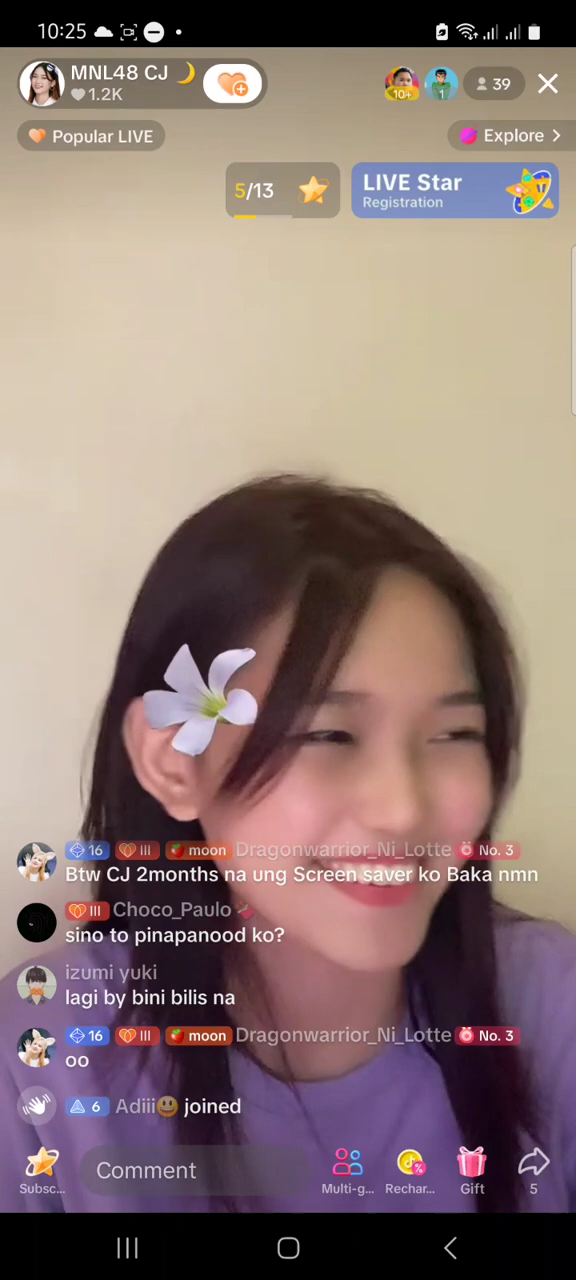 10:25
MNL48 CJ 🌙
1.2K
10+
1
39
Popular LIVE
Explore >
5/13
LIVE Star
Registration
16 III moon Dragonwarrior_Ni_Lotte No. 3
Btw CJ 2months na ung Screen saver ko Baka nmn
III Choco_Paulo
sino to pinapanood ko?
izumi yuki
lagi by bini bilis na
16 III moon Dragonwarrior_Ni_Lotte No. 3
oo
6 Adiii😃 joined
Comment
Subsc...
Multi-g...
Rechar...
Gift
5